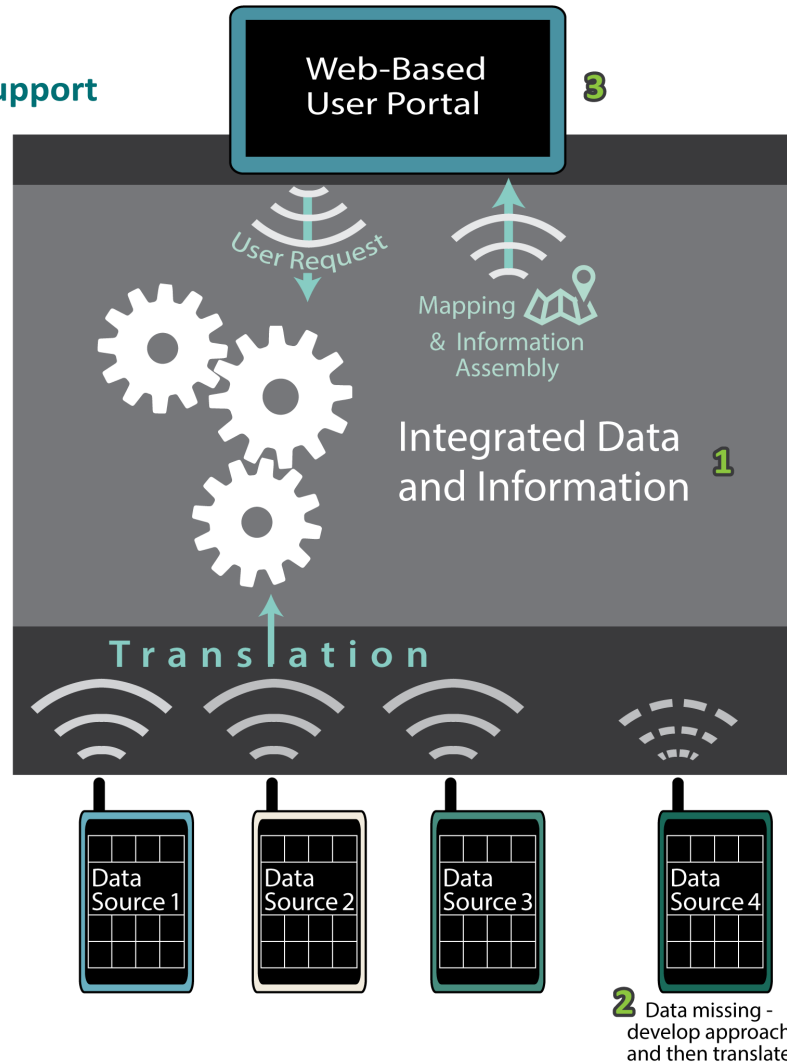 upport
Web-Based
User Portal
3
User Request
Mapping
& Information
Assembly
Integrated Data
and Information
1
Translation
Data
Source 1
Data
Source 2
Data
Source 3
Data
Source 4
2 Data missing -
develop approach
and then translate